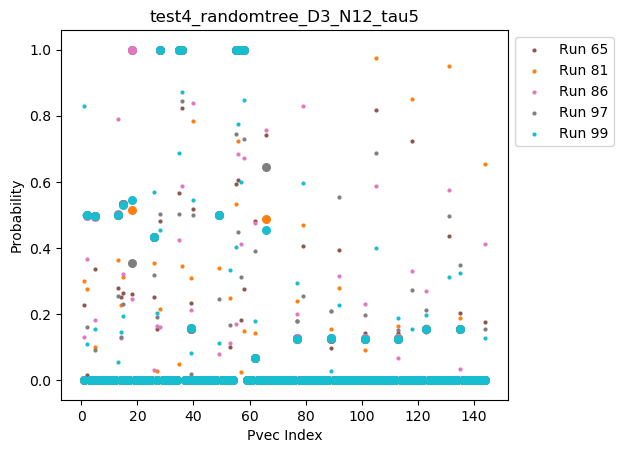 test4_randomtree_D3_N12_tau5
1.0
0.8
0.6
0.4
0.2
0.0
Probability
0 20 40 60 80 100 120 140
Pvec Index
Run 65
Run 81
Run 86
Run 97
Run 99